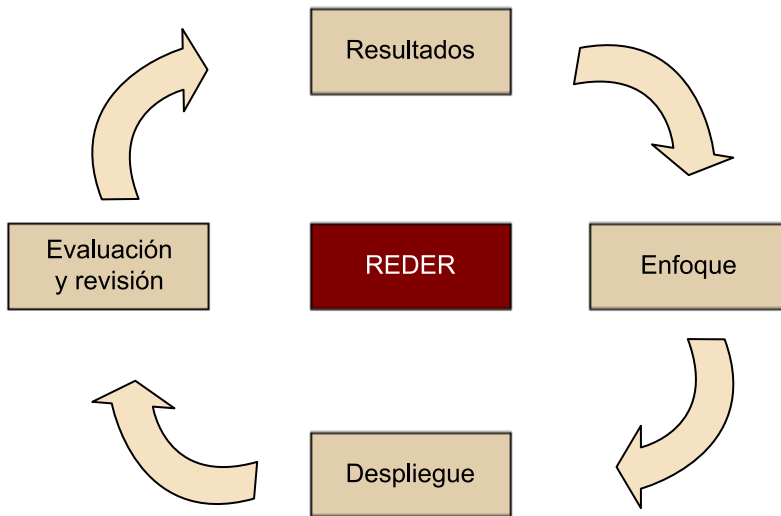 Resultados
Evaluación
y revisión
REDER
Enfoque
Despliegue